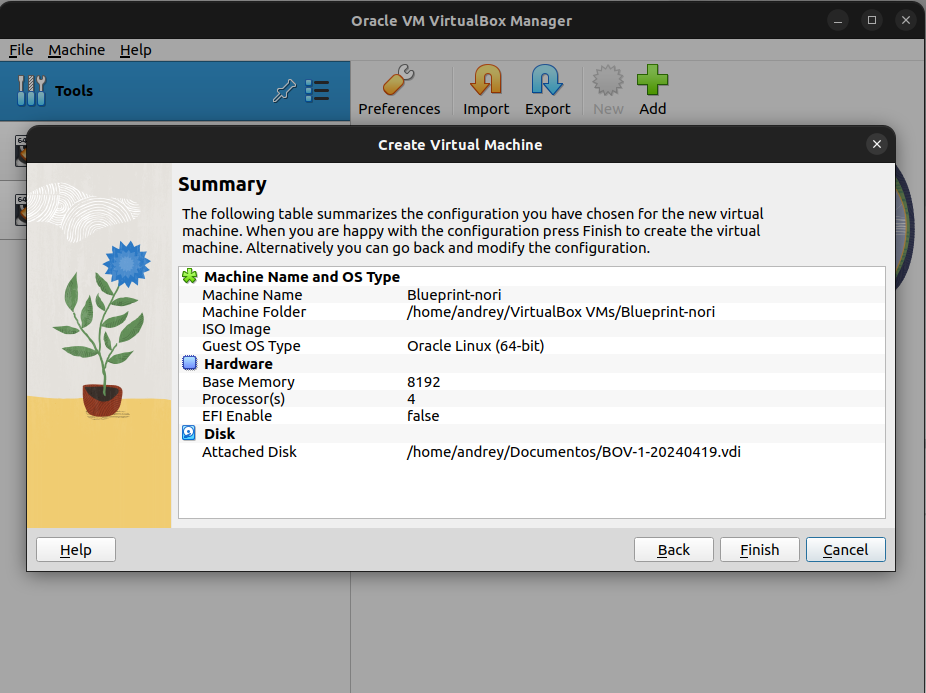 Oracle VM VirtualBox Manager
File Machine Help
Tools
Preferences Import Export New Add
64
64
Create Virtual Machine
Summary
The following table summarizes the configuration you have chosen for the new virtual
machine. When you are happy with the configuration press Finish to create the virtual
machine. Alternatively you can go back and modify the configuration.
Machine Name and OS Type
Machine Name Blueprint-nori
Machine Folder /home/andrey/VirtualBox VMs/Blueprint-nori
ISO Image
Guest OS Type Oracle Linux (64-bit)
Hardware
Base Memory 8192
Processor(s) 4
EFI Enable false
Disk
Attached Disk /home/andrey/Documentos/BOV-1-20240419.vdi
Help Back Finish Cancel